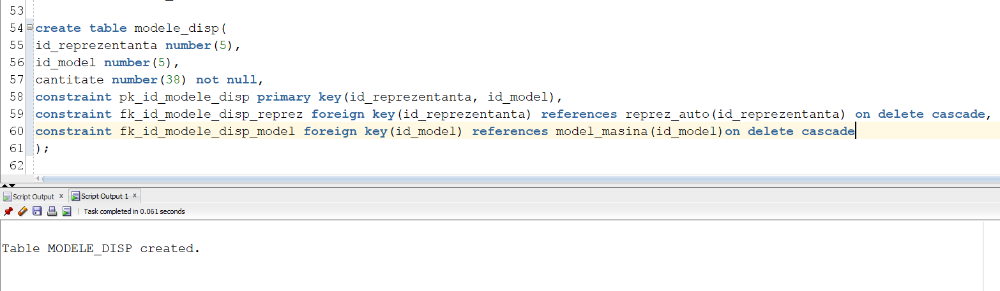 53
54 create table modele_disp(
55 id_reprezentanta number(5),
56 id_model number(5),
57 cantitate number(38) not null,
58 constraint pk_id_modele_disp primary key(id_reprezentanta, id_model),
59 constraint fk_id_modele_disp_reprez foreign key(id_reprezentanta) references reprez_auto(id_reprezentanta) on delete cascade,
60 constraint fk_id_modele_disp_model foreign key(id_model) references model_masina(id_model)on delete cascade
61 );
62
Script Output x Script Output 1 x
Task completed in 0.061 seconds
Table MODELE_DISP created.